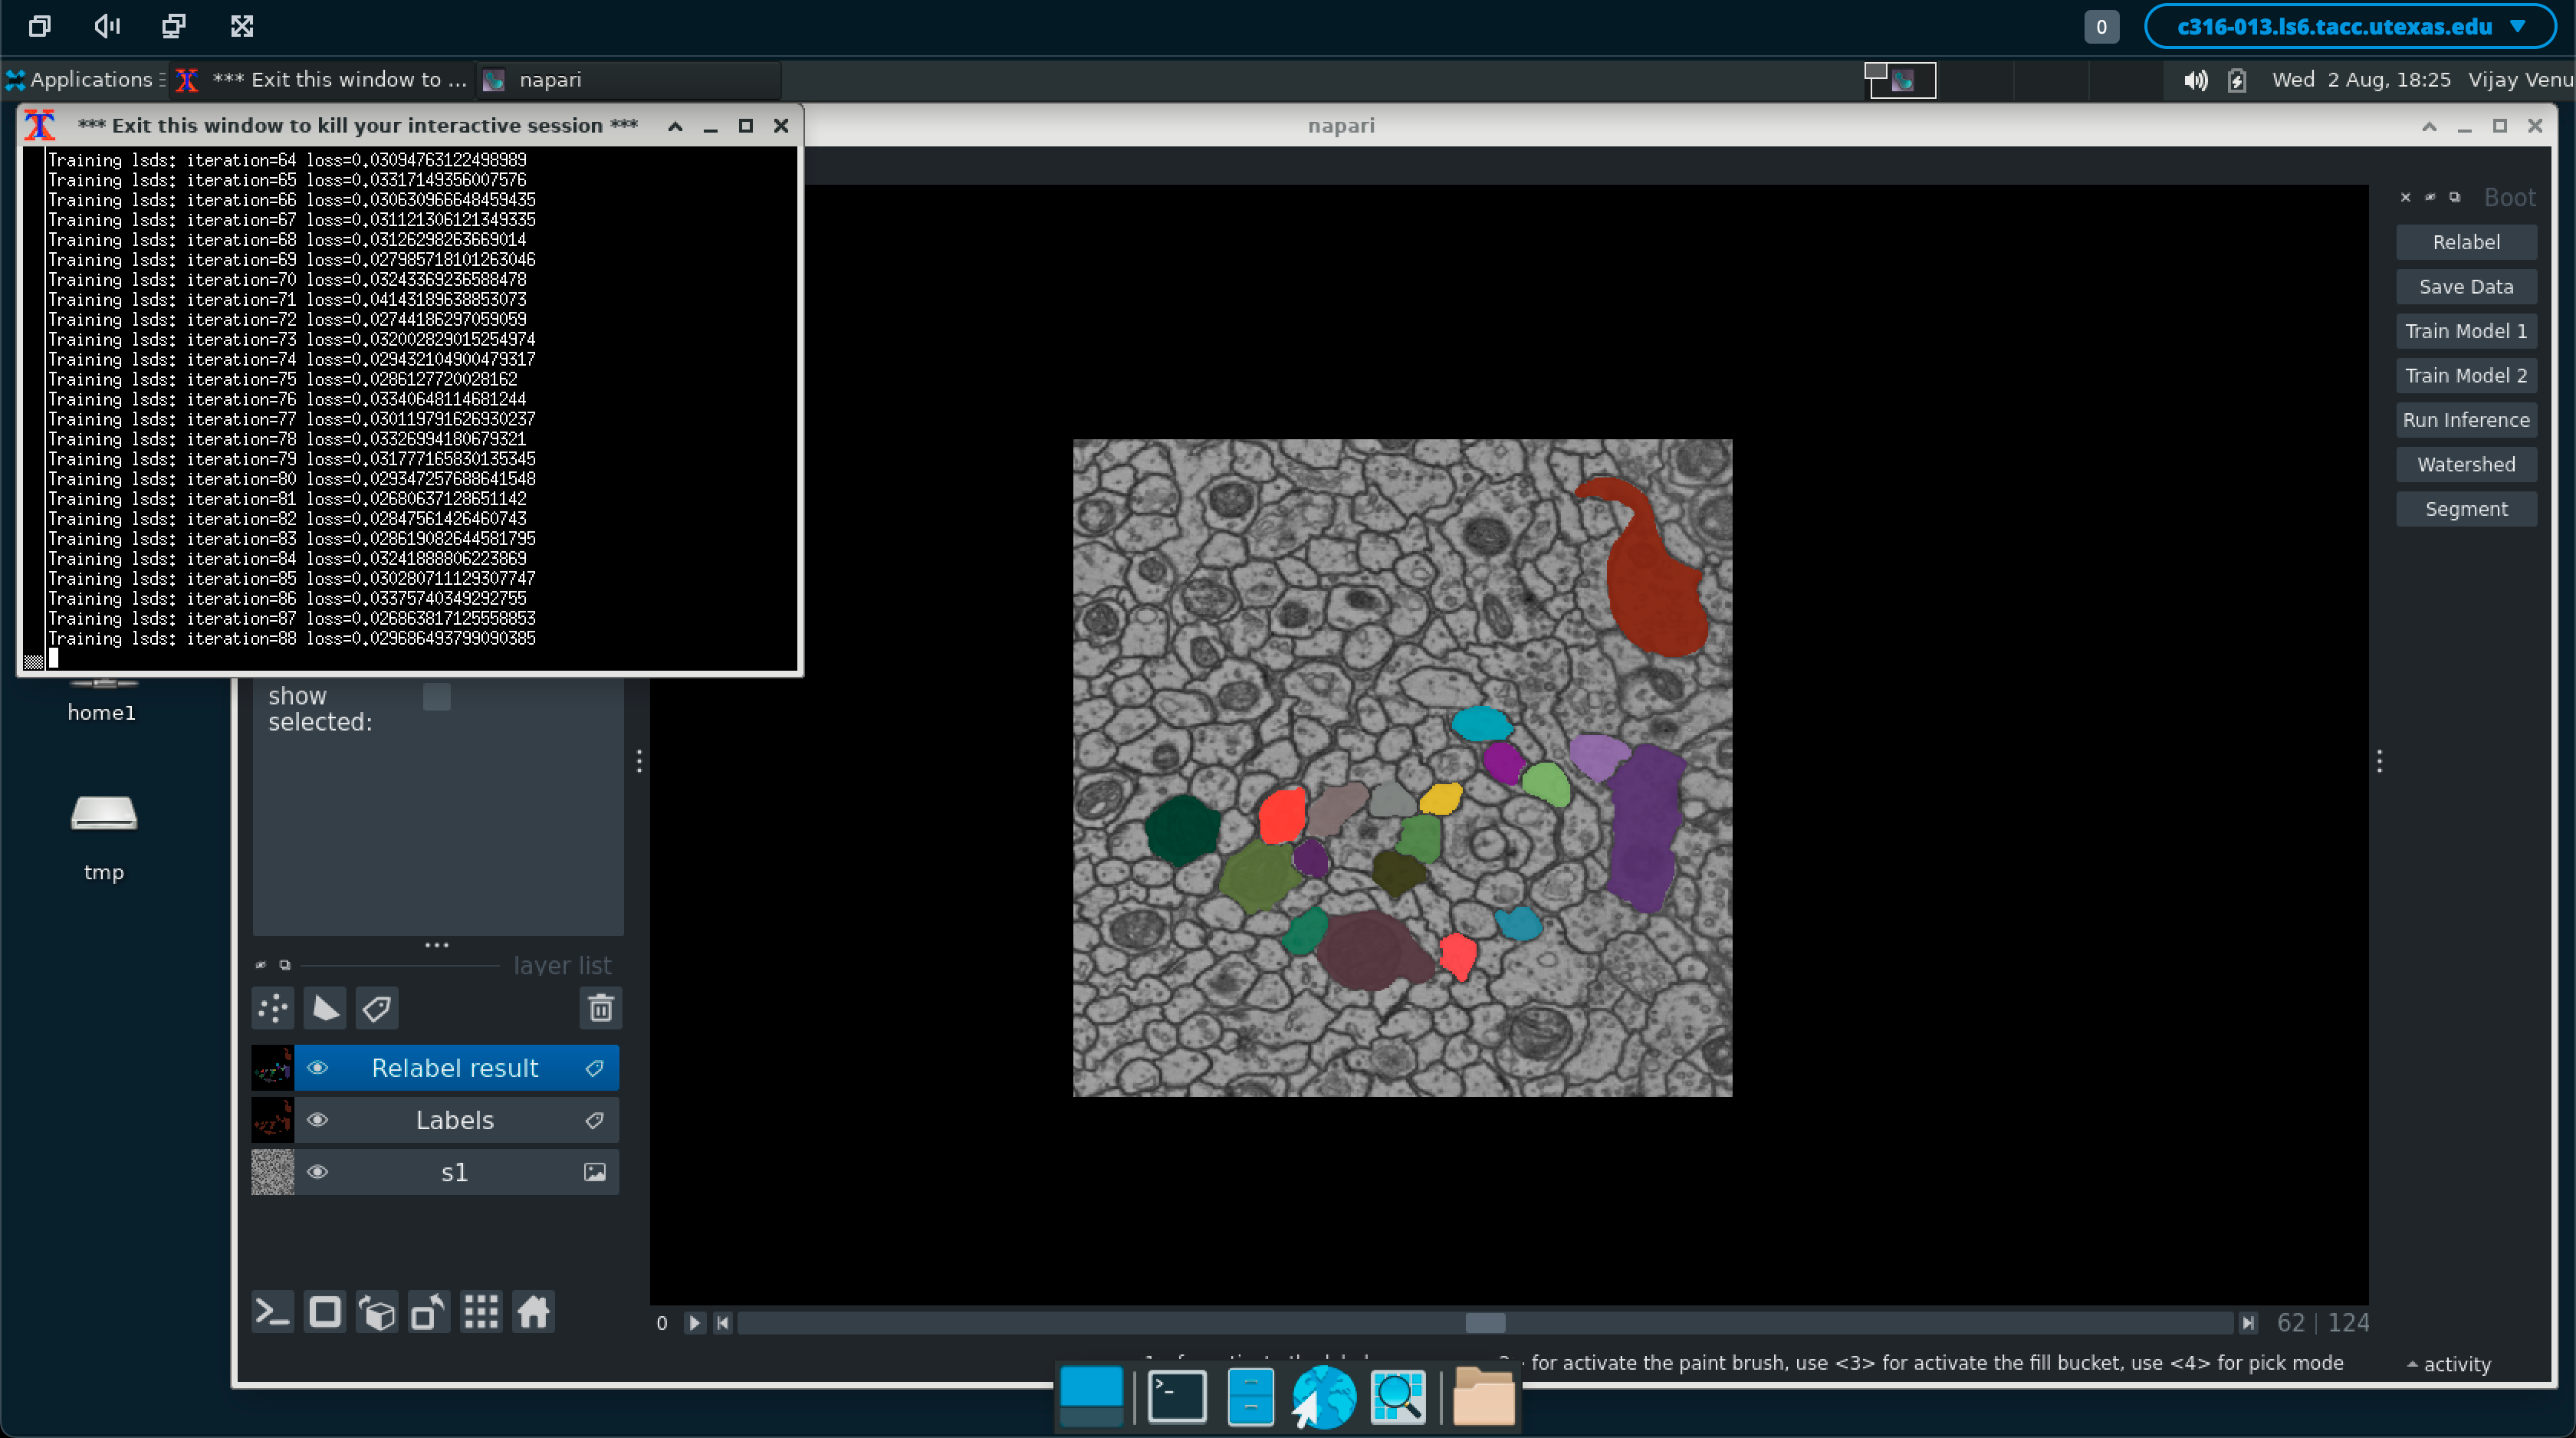 0
c316-013.ls6.tacc.utexas.edu
Applications
*** Exit this window to ...
napari
Wed 2 Aug, 18:25
Vijay Venu
*** Exit this window to kill your interactive session ***
napari
Training lsds: iteration=64 loss=0.03094763122498989
Training lsds: iteration=65 loss=0.03317149356007576
Training lsds: iteration=66 loss=0.030630966648459435
Training lsds: iteration=67 loss=0.031121306121349335
Training lsds: iteration=68 loss=0.03126298263669014
Training lsds: iteration=69 loss=0.027985718101263046
Training lsds: iteration=70 loss=0.03243369236588478
Training lsds: iteration=71 loss=0.04143189638853073
Training lsds: iteration=72 loss=0.02744186297059059
Training lsds: iteration=73 loss=0.032002829015254974
Training lsds: iteration=74 loss=0.029432104900479317
Training lsds: iteration=75 loss=0.0286127720028162
Training lsds: iteration=76 loss=0.03340648114681244
Training lsds: iteration=77 loss=0.030119791626930237
Training lsds: iteration=78 loss=0.03326994180679321
Training lsds: iteration=79 loss=0.031777165830135345
Training lsds: iteration=80 loss=0.029347257688641548
Training lsds: iteration=81 loss=0.02680637128651142
Training lsds: iteration=82 loss=0.02847561426460743
Training lsds: iteration=83 loss=0.028619082644581795
Training lsds: iteration=84 loss=0.03241888806223869
Training lsds: iteration=85 loss=0.030280711129307747
Training lsds: iteration=86 loss=0.03375740349292755
Training lsds: iteration=87 loss=0.026863817125558853
Training lsds: iteration=88 loss=0.029686493799090385
Boot
Relabel
Save Data
Train Model 1
Train Model 2
Run Inference
Watershed
Segment
home1
tmp
show
selected:
layer list
Relabel result
Labels
s1
0
62 | 124
for activate the paint brush, use <3> for activate the fill bucket, use <4> for pick mode
activity